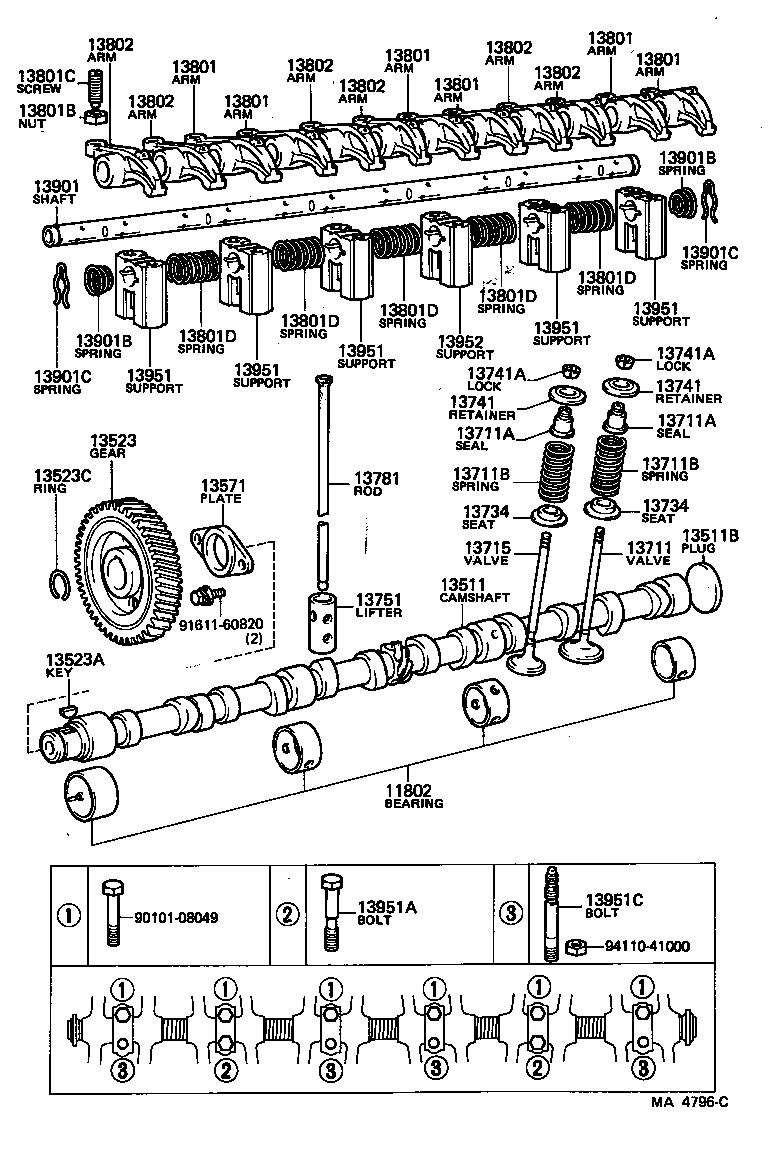 13802
ARM
13801C
SCREW
13801B
NUT
13802
ARM
13801
ARM
13801
ARM
13802
ARM
13802
ARM
13801
ARM
13801
ARM
13802
ARM
13802
ARM
13801
ARM
13801
ARM
13901
SHAFT
13901B
SPRING
13901C
SPRING
13901C
SPRING
13901B
SPRING
13951
SUPPORT
13801D
SPRING
13951
SUPPORT
13801D
SPRING
13951
SUPPORT
13801D
SPRING
13952
SUPPORT
13801D
SPRING
13951
SUPPORT
13801D
SPRING
13951
SUPPORT
13741A
LOCK
13741A
LOCK
13741
RETAINER
13741
RETAINER
13711A
SEAL
13711A
SEAL
13711B
SPRING
13711B
SPRING
13734
SEAT
13734
SEAT
13715
VALVE
13711
VALVE
13511B
PLUG
13523
GEAR
13523C
RING
13571
PLATE
13781
ROD
91611-60820
(2)
13751
LIFTER
13511
CAMSHAFT
13523A
KEY
11802
BEARING
1
90101-08049
2
13951A
BOLT
3
13951C
BOLT
94110-41000
1 1 1 1 1 1
3 2 3 3 2 3
MA 4796-C